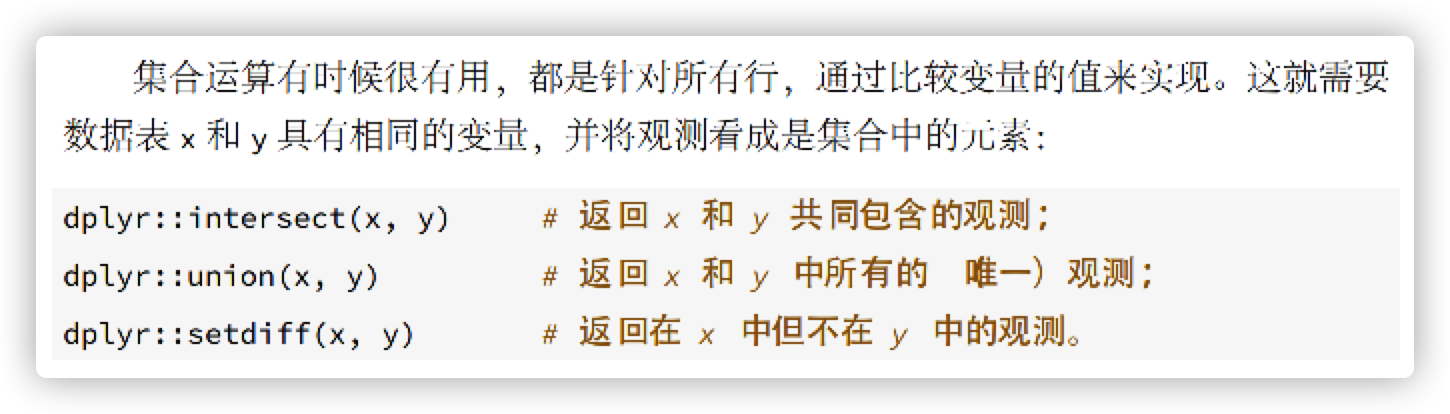 集合运算有时候很有用，都是针对所有行，通过比较变量的值来实现。这就需要
数据表 x 和 y 具有相同的变量，并将观测看成是集合中的元素：
dplyr::intersect(x, y)     # 返回 x 和 y 共同包含的观测；
dplyr::union(x, y)         # 返回 x 和 y 中所有的  唯一）观测；
dplyr::setdiff(x, y)       # 返回在 x 中但不在 y 中的观测。